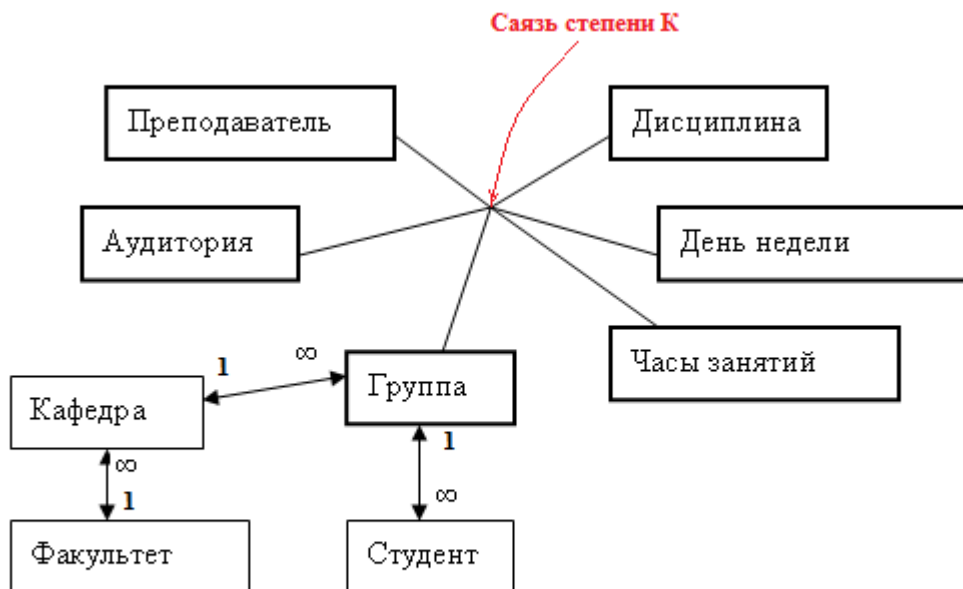 Саязь степени К
Преподаватель
Дисциплина
Аудитория
День недели
Часы занятий
1
∞
Группа
Кафедра
∞
1
1
∞
Факультет
Студент